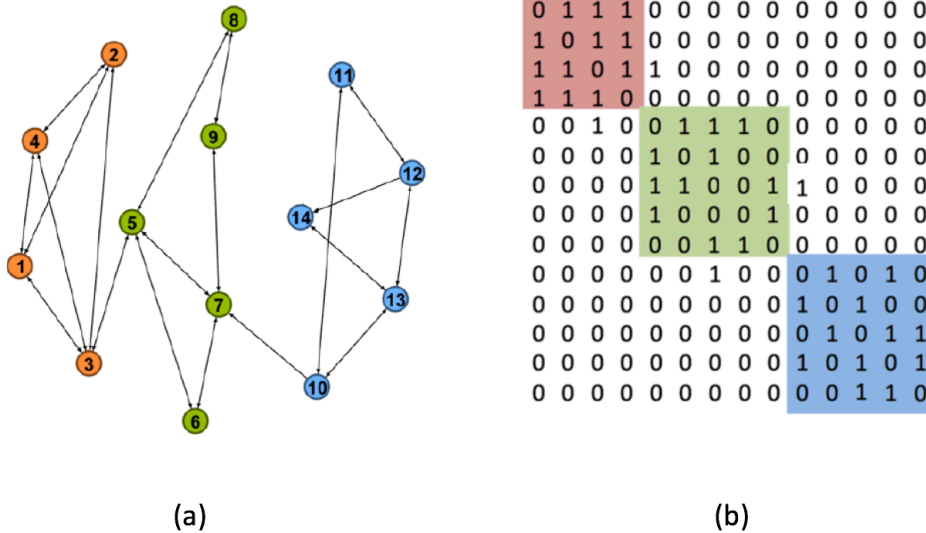 8
2
11
9
4
12
14
5
1
13
7
3
10
6
(a)
0 1 1 1 0 0 0 0 0 0 0 0 0 0
1 0 1 1 0 0 0 0 0 0 0 0 0 0
1 1 0 1 1 0 0 0 0 0 0 0 0 0
1 1 1 0 0 0 0 0 0 0 0 0 0 0
0 0 1 0 0 1 1 1 0 0 0 0 0 0
0 0 0 0 1 0 1 0 0 0 0 0 0 0
0 0 0 0 1 1 0 0 1 1 0 0 0 0
0 0 0 0 1 0 0 0 1 0 0 0 0 0
0 0 0 0 0 0 1 1 0 0 0 0 0 0
0 0 0 0 0 0 1 0 0 0 1 0 1 0
0 0 0 0 0 0 0 0 0 1 0 1 0 0
0 0 0 0 0 0 0 0 0 0 1 0 1 1
0 0 0 0 0 0 0 0 0 1 0 1 0 1
0 0 0 0 0 0 0 0 0 0 0 1 1 0
(b)